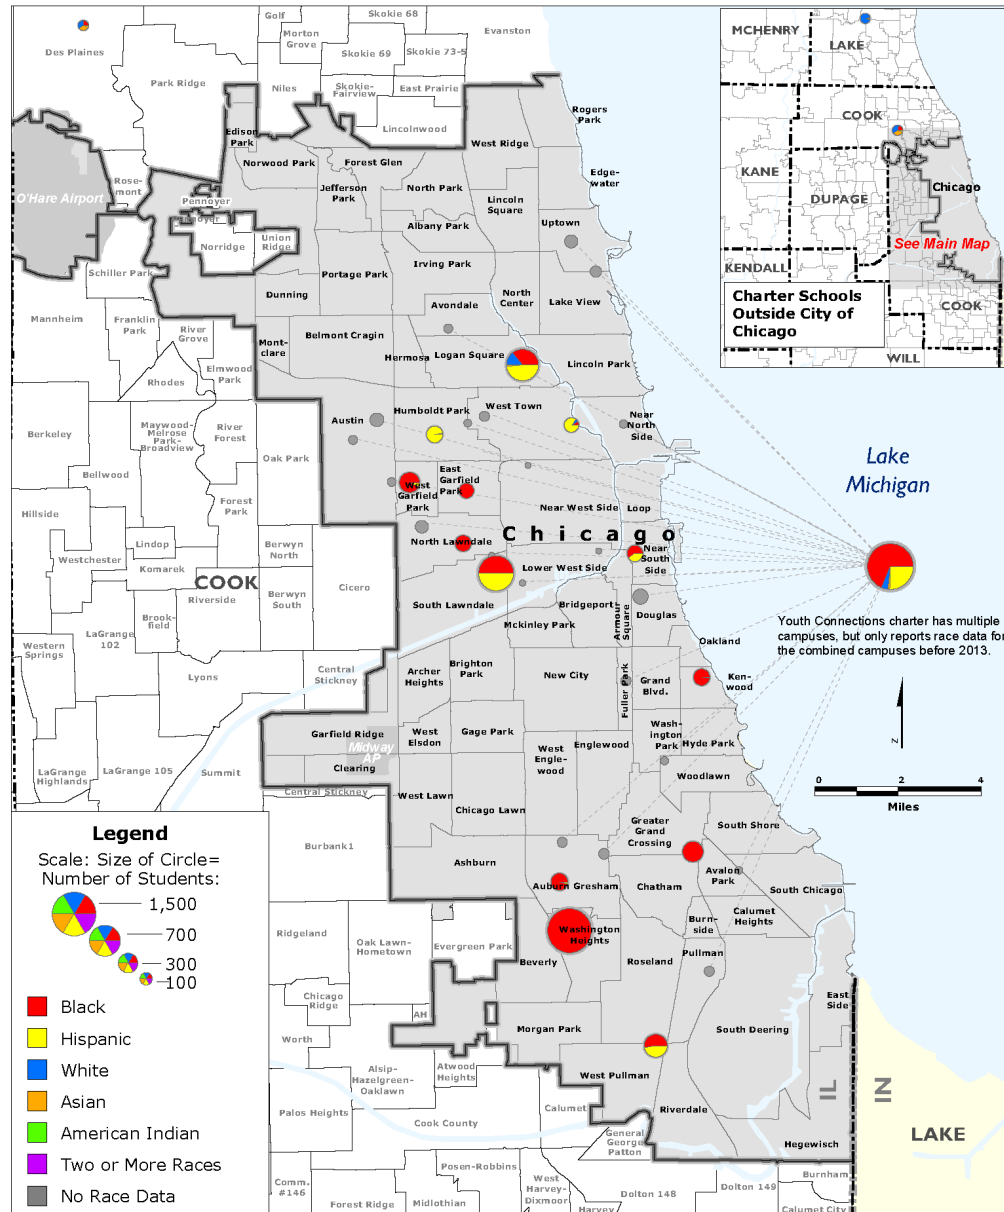 Golf
Skokie 68
Morton
Grove
Evanston
Des Plaines
Skokie 69
Skokie 73-5
Park Ridge
Niles
Skokie-
Fairview
East Prairie
Lincolnwood
Rogers
Park
Edison
Park
West Ridge
Norwood Park
Forest Glen
Edge-
water
Rose-
mont
O'Hare Airport
Jefferson
Park
North Park
Lincoln
Square
Pennoyer
Uptown
Albany Park
Norridge
Union
Ridge
Schiller Park
Portage Park
Irving Park
Dunning
North
Center
Lake View
Avondale
Mannheim
Franklin
Park
River
Grove
Mont-
clare
Belmont Cragin
Hermosa
Logan Square
Lincoln Park
Elmwood
Park
Rhodes
Berkeley
Maywood-
Melrose
Park-
Broadview
River
Forest
Austin
Humboldt Park
West Town
Near
North
Side
Oak Park
Bellwood
Hillside
Forest
Park
West
Garfield
Park
East
Garfield
Park
Near West Side
Loop
Chicago
Lindop
Westchester
Komarek
Berwyn
North
North Lawndale
Near
South
Side
Lower West Side
COOK
Riverside
Cicero
Berwyn
South
Brook-
field
LaGrange
102
Western
Springs
South Lawndale
Bridgeport
Armour
Square
Douglas
McKinley Park
Oakland
Lyons
Central
Stickney
Archer
Heights
Brighton
Park
New City
Fuller Park
Grand
Blvd.
Ken-
wood
Garfield Ridge
Midway
AP
West
Elsdon
Gage Park
Wash-
ington
Park
Hyde Park
LaGrange
Highlands
LaGrange 105
Summit
Clearing
West
Engle-
wood
Englewood
Woodlawn
Central Stickney
West Lawn
Chicago Lawn
Burbank1
Greater
Grand
Crossing
South Shore
Ashburn
Auburn Gresham
Chatham
Avalon
Park
South Chicago
Calumet
Heights
Burn-
side
Washington
Heights
Ridgeland
Oak Lawn-
Hometown
Evergreen Park
Beverly
Roseland
Pullman
Chicago
Ridge
AH
East
Side
Worth
Morgan Park
South Deering
Alsip-
Hazelgreen-
Oaklawn
Atwood
Heights
West Pullman
Palos Heights
Cook County
Calumet
Riverdale
General
George
Patton
Hegewisch
Posen-Robbins
Comm.
#146
Forest Ridge
Midlothian
West
Harvey-
Dixmoor
Harvey
Dolton 148
Dolton 149
Burnham
Calumet City
IL
IN
LAKE
Lake
Michigan
Youth Connections charter has multiple
campuses, but only reports race data for
the combined campuses before 2013.
N
0 2 4
Miles
MCHENRY
LAKE
COOK
KANE
DUPAGE
Chicago
See Main Map
KENDALL
COOK
WILL
Charter Schools
Outside City of
Chicago
Legend
Scale: Size of Circle=
Number of Students:
1,500
700
300
100
Black
Hispanic
White
Asian
American Indian
Two or More Races
No Race Data